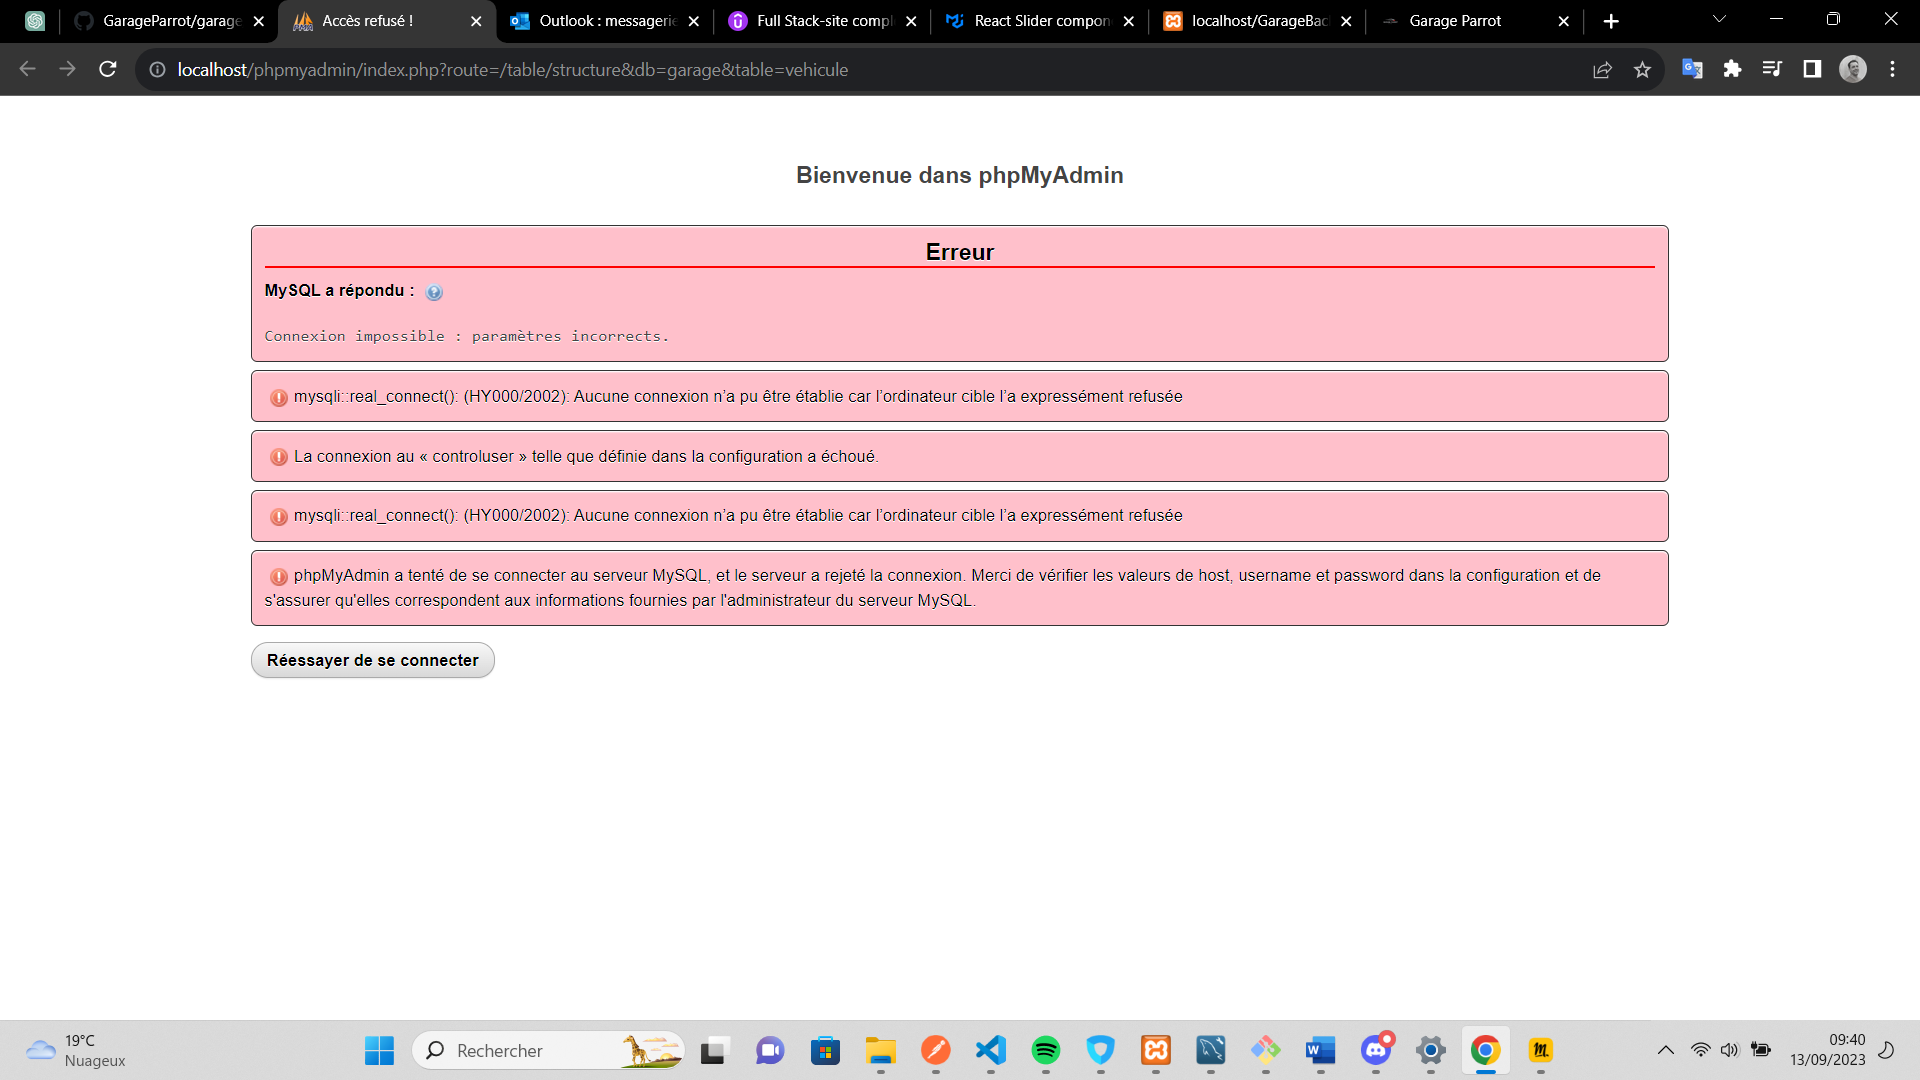 GarageParrot/garage
Accès refusé !
Outlook : messagerie
Full Stack-site compl
React Slider compon
localhost/GarageBac
Garage Parrot
localhost/phpmyadmin/index.php?route=/table/structure&db=garage&table=vehicule
Bienvenue dans phpMyAdmin
Erreur
MySQL a répondu :
Connexion impossible : paramètres incorrects.
mysqli::real_connect(): (HY000/2002): Aucune connexion n’a pu être établie car l’ordinateur cible l’a expressément refusée
La connexion au « controluser » telle que définie dans la configuration a échoué.
mysqli::real_connect(): (HY000/2002): Aucune connexion n’a pu être établie car l’ordinateur cible l’a expressément refusée
phpMyAdmin a tenté de se connecter au serveur MySQL, et le serveur a rejeté la connexion. Merci de vérifier les valeurs de host, username et password dans la configuration et de
s'assurer qu'elles correspondent aux informations fournies par l'administrateur du serveur MySQL.
Réessayer de se connecter
19°C
Nuageux
Rechercher
09:40
13/09/2023